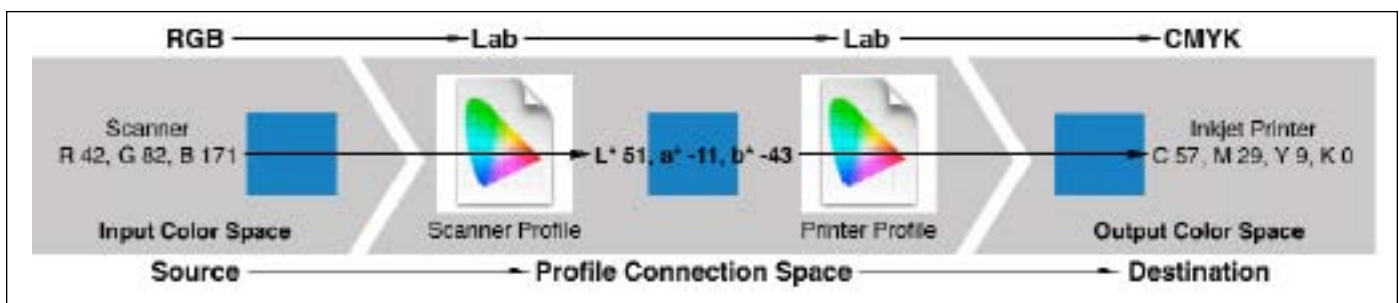 RGB Lab Lab CMYK
Scanner
R 42, G 82, B 171
L* 51, a* -11, b* -43
Inkjet Printer
C 57, M 29, Y 9, K 0
Input Color Space
Scanner Profile
Printer Profile
Output Color Space
Source Profile Connection Space Destination